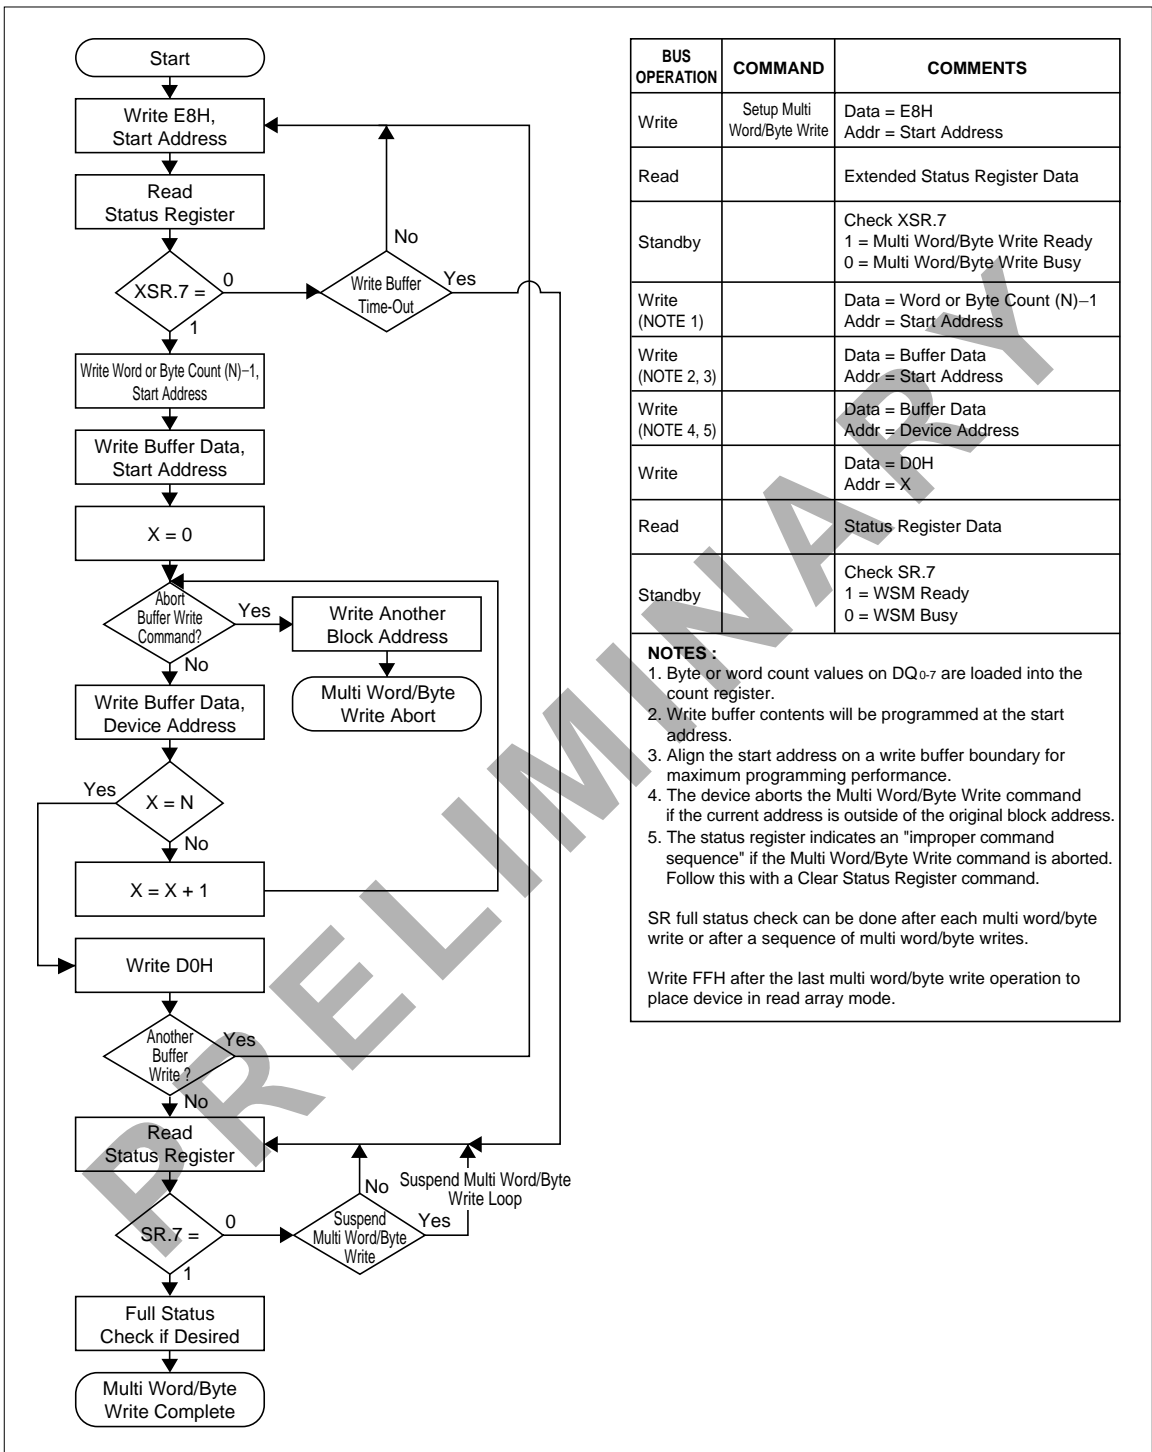 Start
Write E8H,
Start Address
Read
Status Register
No
XSR.7 =
0
Write Buffer
Time-Out
Yes
1
Write Word or Byte Count (N)−1,
Start Address
Write Buffer Data,
Start Address
X = 0
Abort
Buffer Write
Command?
Yes
Write Another
Block Address
No
Multi Word/Byte
Write Abort
Write Buffer Data,
Device Address
Yes
X = N
No
X = X + 1
Write D0H
Another
Buffer
Write ?
Yes
No
Read
Status Register
No
Suspend Multi Word/Byte
Write Loop
SR.7 =
0
Suspend
Multi Word/Byte
Write
Yes
1
Full Status
Check if Desired
Multi Word/Byte
Write Complete
BUS
OPERATION
COMMAND
COMMENTS
Write
Setup Multi
Word/Byte Write
Data = E8H
Addr = Start Address
Read
Extended Status Register Data
Standby
Check XSR.7
1 = Multi Word/Byte Write Ready
0 = Multi Word/Byte Write Busy
Write
(NOTE 1)
Data = Word or Byte Count (N)−1
Addr = Start Address
Write
(NOTE 2, 3)
Data = Buffer Data
Addr = Start Address
Write
(NOTE 4, 5)
Data = Buffer Data
Addr = Device Address
Write
Data = D0H
Addr = X
Read
Status Register Data
Standby
Check SR.7
1 = WSM Ready
0 = WSM Busy
NOTES :
1. Byte or word count values on DQ0-7 are loaded into the
count register.
2. Write buffer contents will be programmed at the start
address.
3. Align the start address on a write buffer boundary for
maximum programming performance.
4. The device aborts the Multi Word/Byte Write command
if the current address is outside of the original block address.
5. The status register indicates an "improper command
sequence" if the Multi Word/Byte Write command is aborted.
Follow this with a Clear Status Register command.
SR full status check can be done after each multi word/byte
write or after a sequence of multi word/byte writes.
Write FFH after the last multi word/byte write operation to
place device in read array mode.
PRELIMINARY